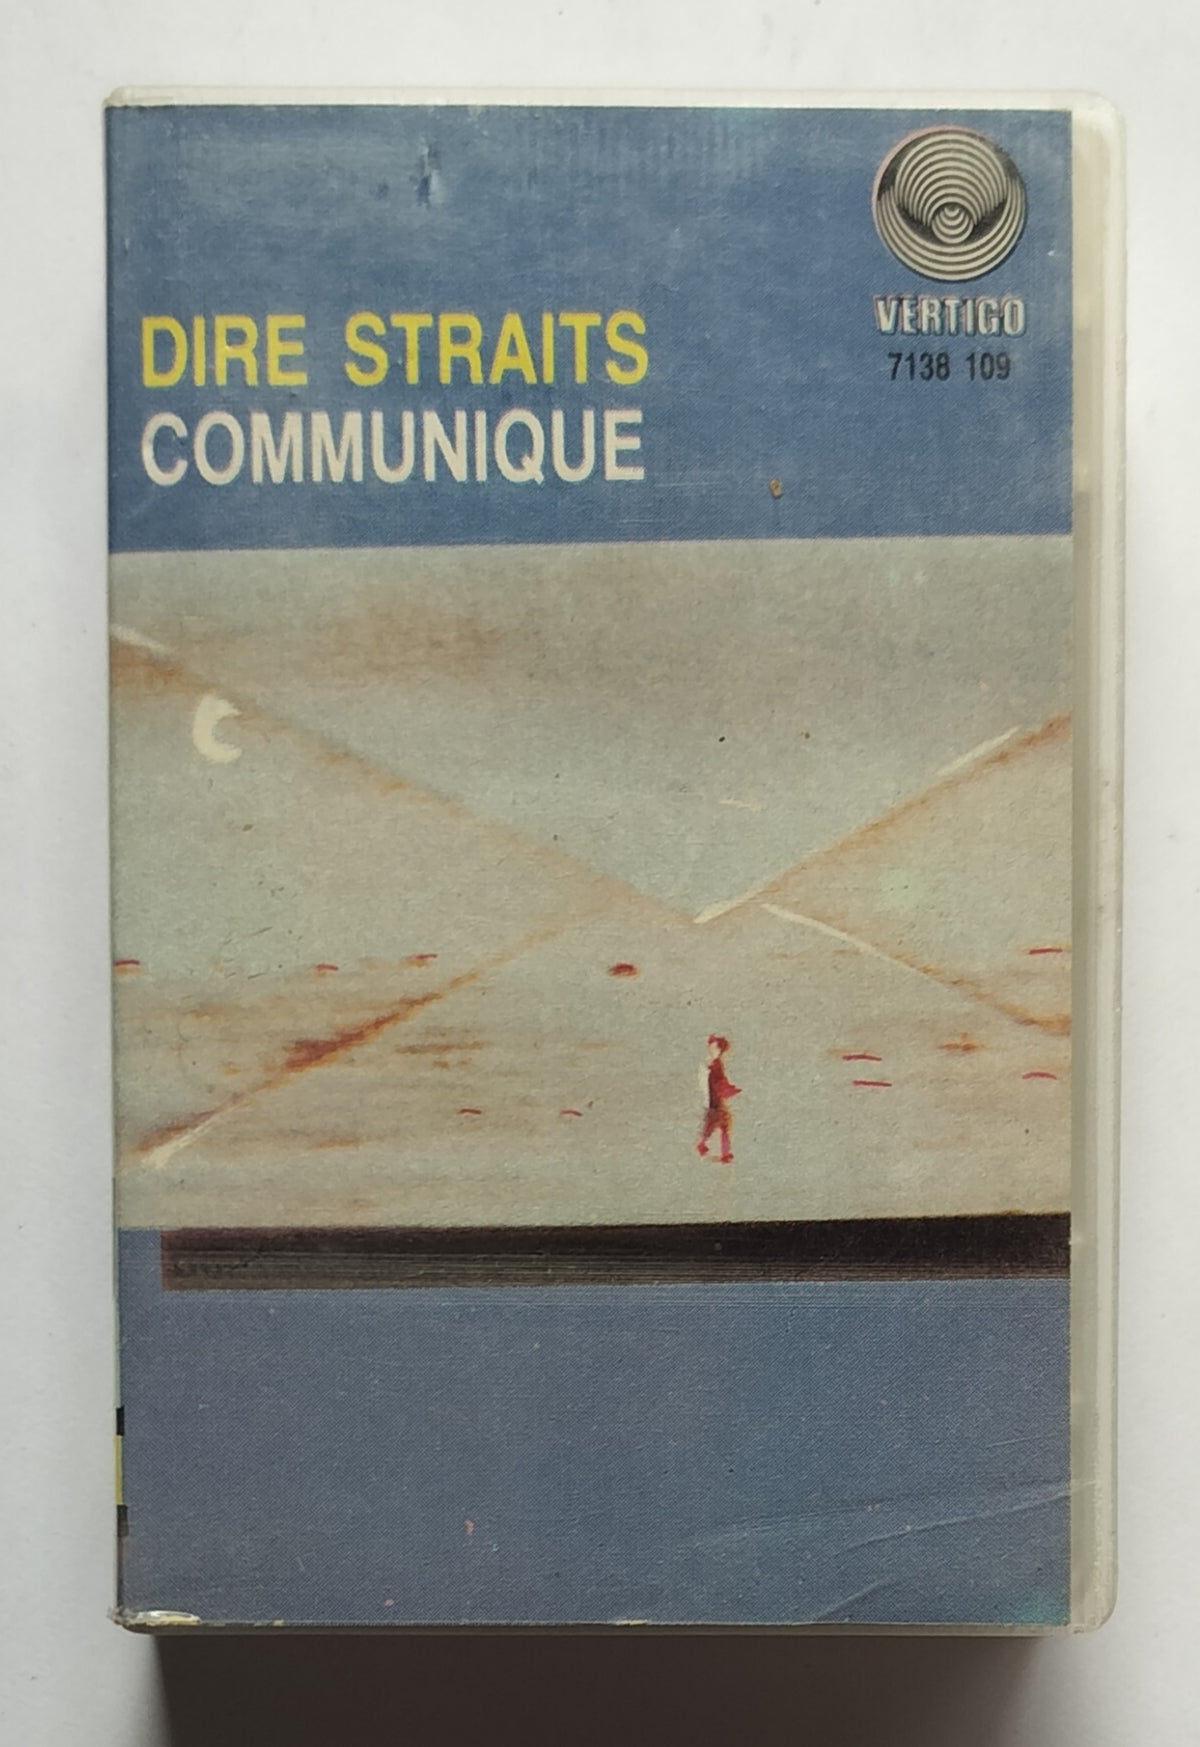 VERTIGO
7138 109
DIRE STRAITS
COMMUNIQUE